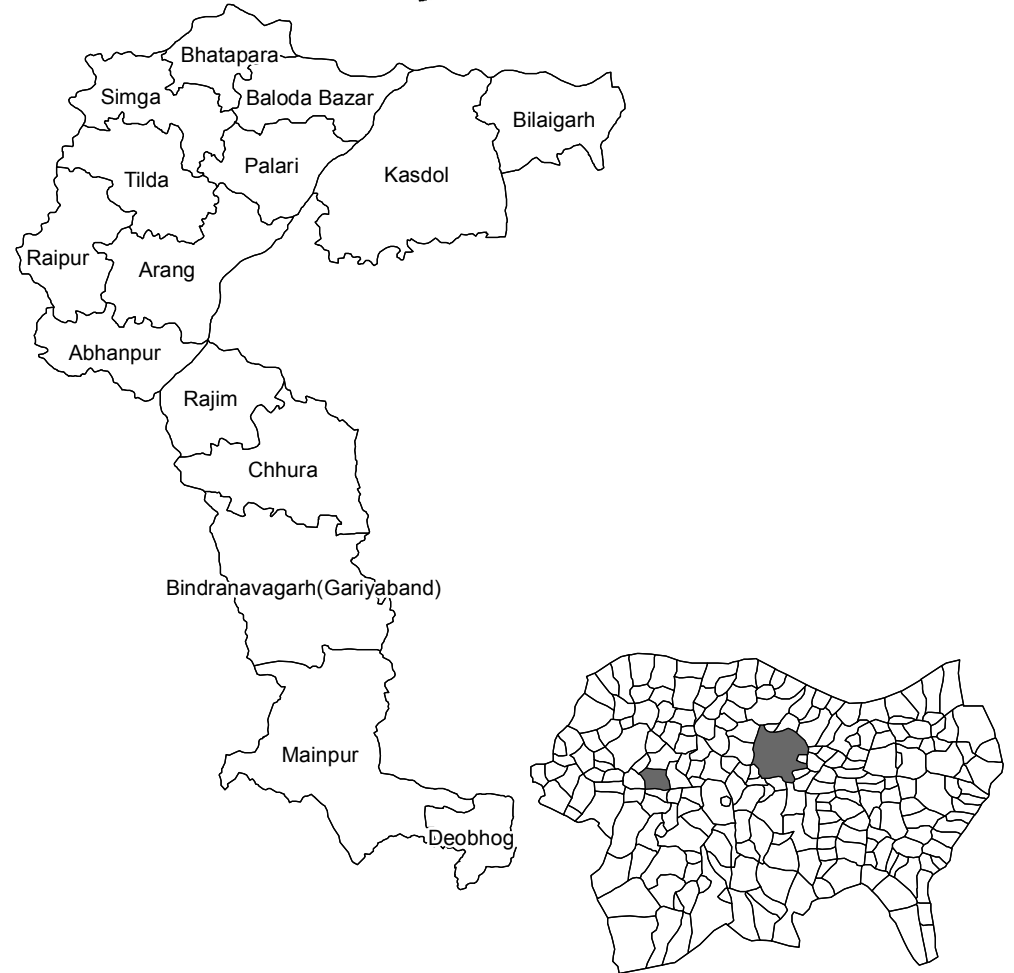 Bhatapara
Simga
Baloda Bazar
Bilaigarh
Palari
Kasdol
Tilda
Raipur
Arang
Abhanpur
Rajim
Chhura
Bindranavagarh(Gariyaband)
Mainpur
Deobhog